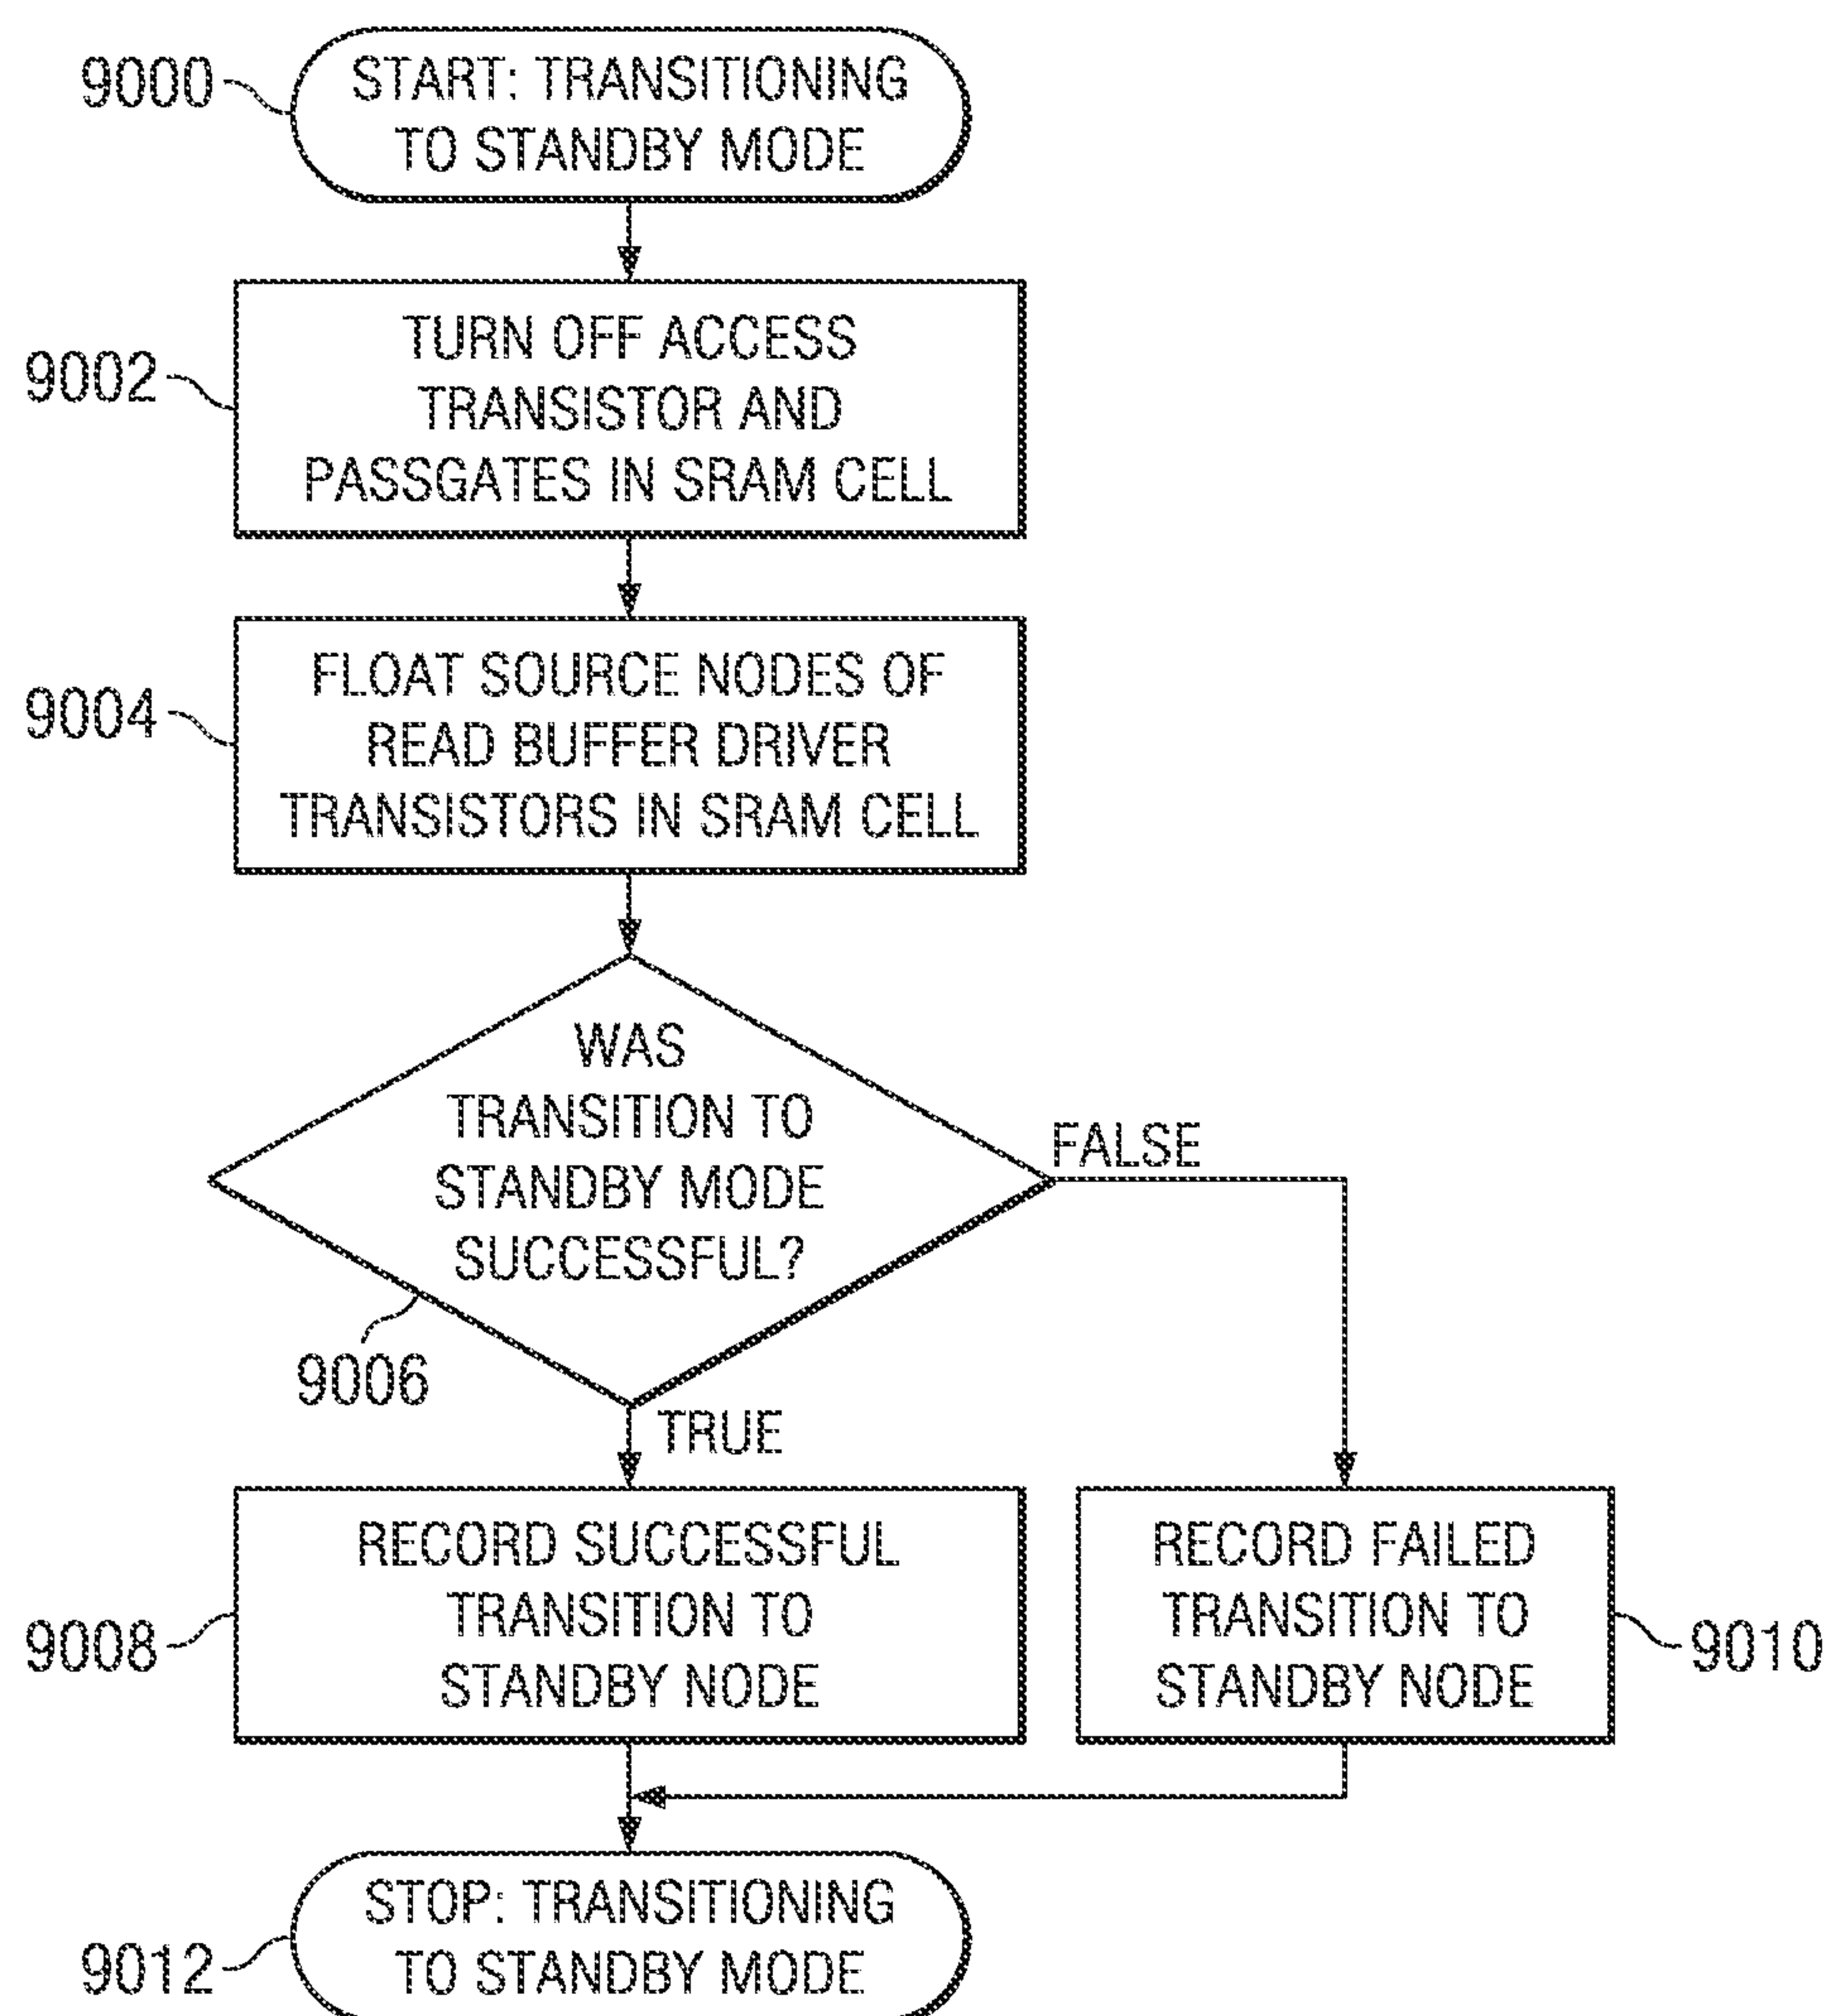 9000
START: TRANSITIONING
TO STANDBY MODE
9002
TURN OFF ACCESS
TRANSISTOR AND
PASSGATES IN SRAM CELL
9004
FLOAT SOURCE NODES OF
READ BUFFER DRIVER
TRANSISTORS IN SRAM CELL
WAS
TRANSITION TO
STANDBY MODE
SUCCESSFUL?
FALSE
9006
TRUE
9008
RECORD SUCCESSFUL
TRANSITION TO
STANDBY NODE
RECORD FAILED
TRANSITION TO
STANDBY NODE
9010
STOP: TRANSITIONING
TO STANDBY MODE
9012